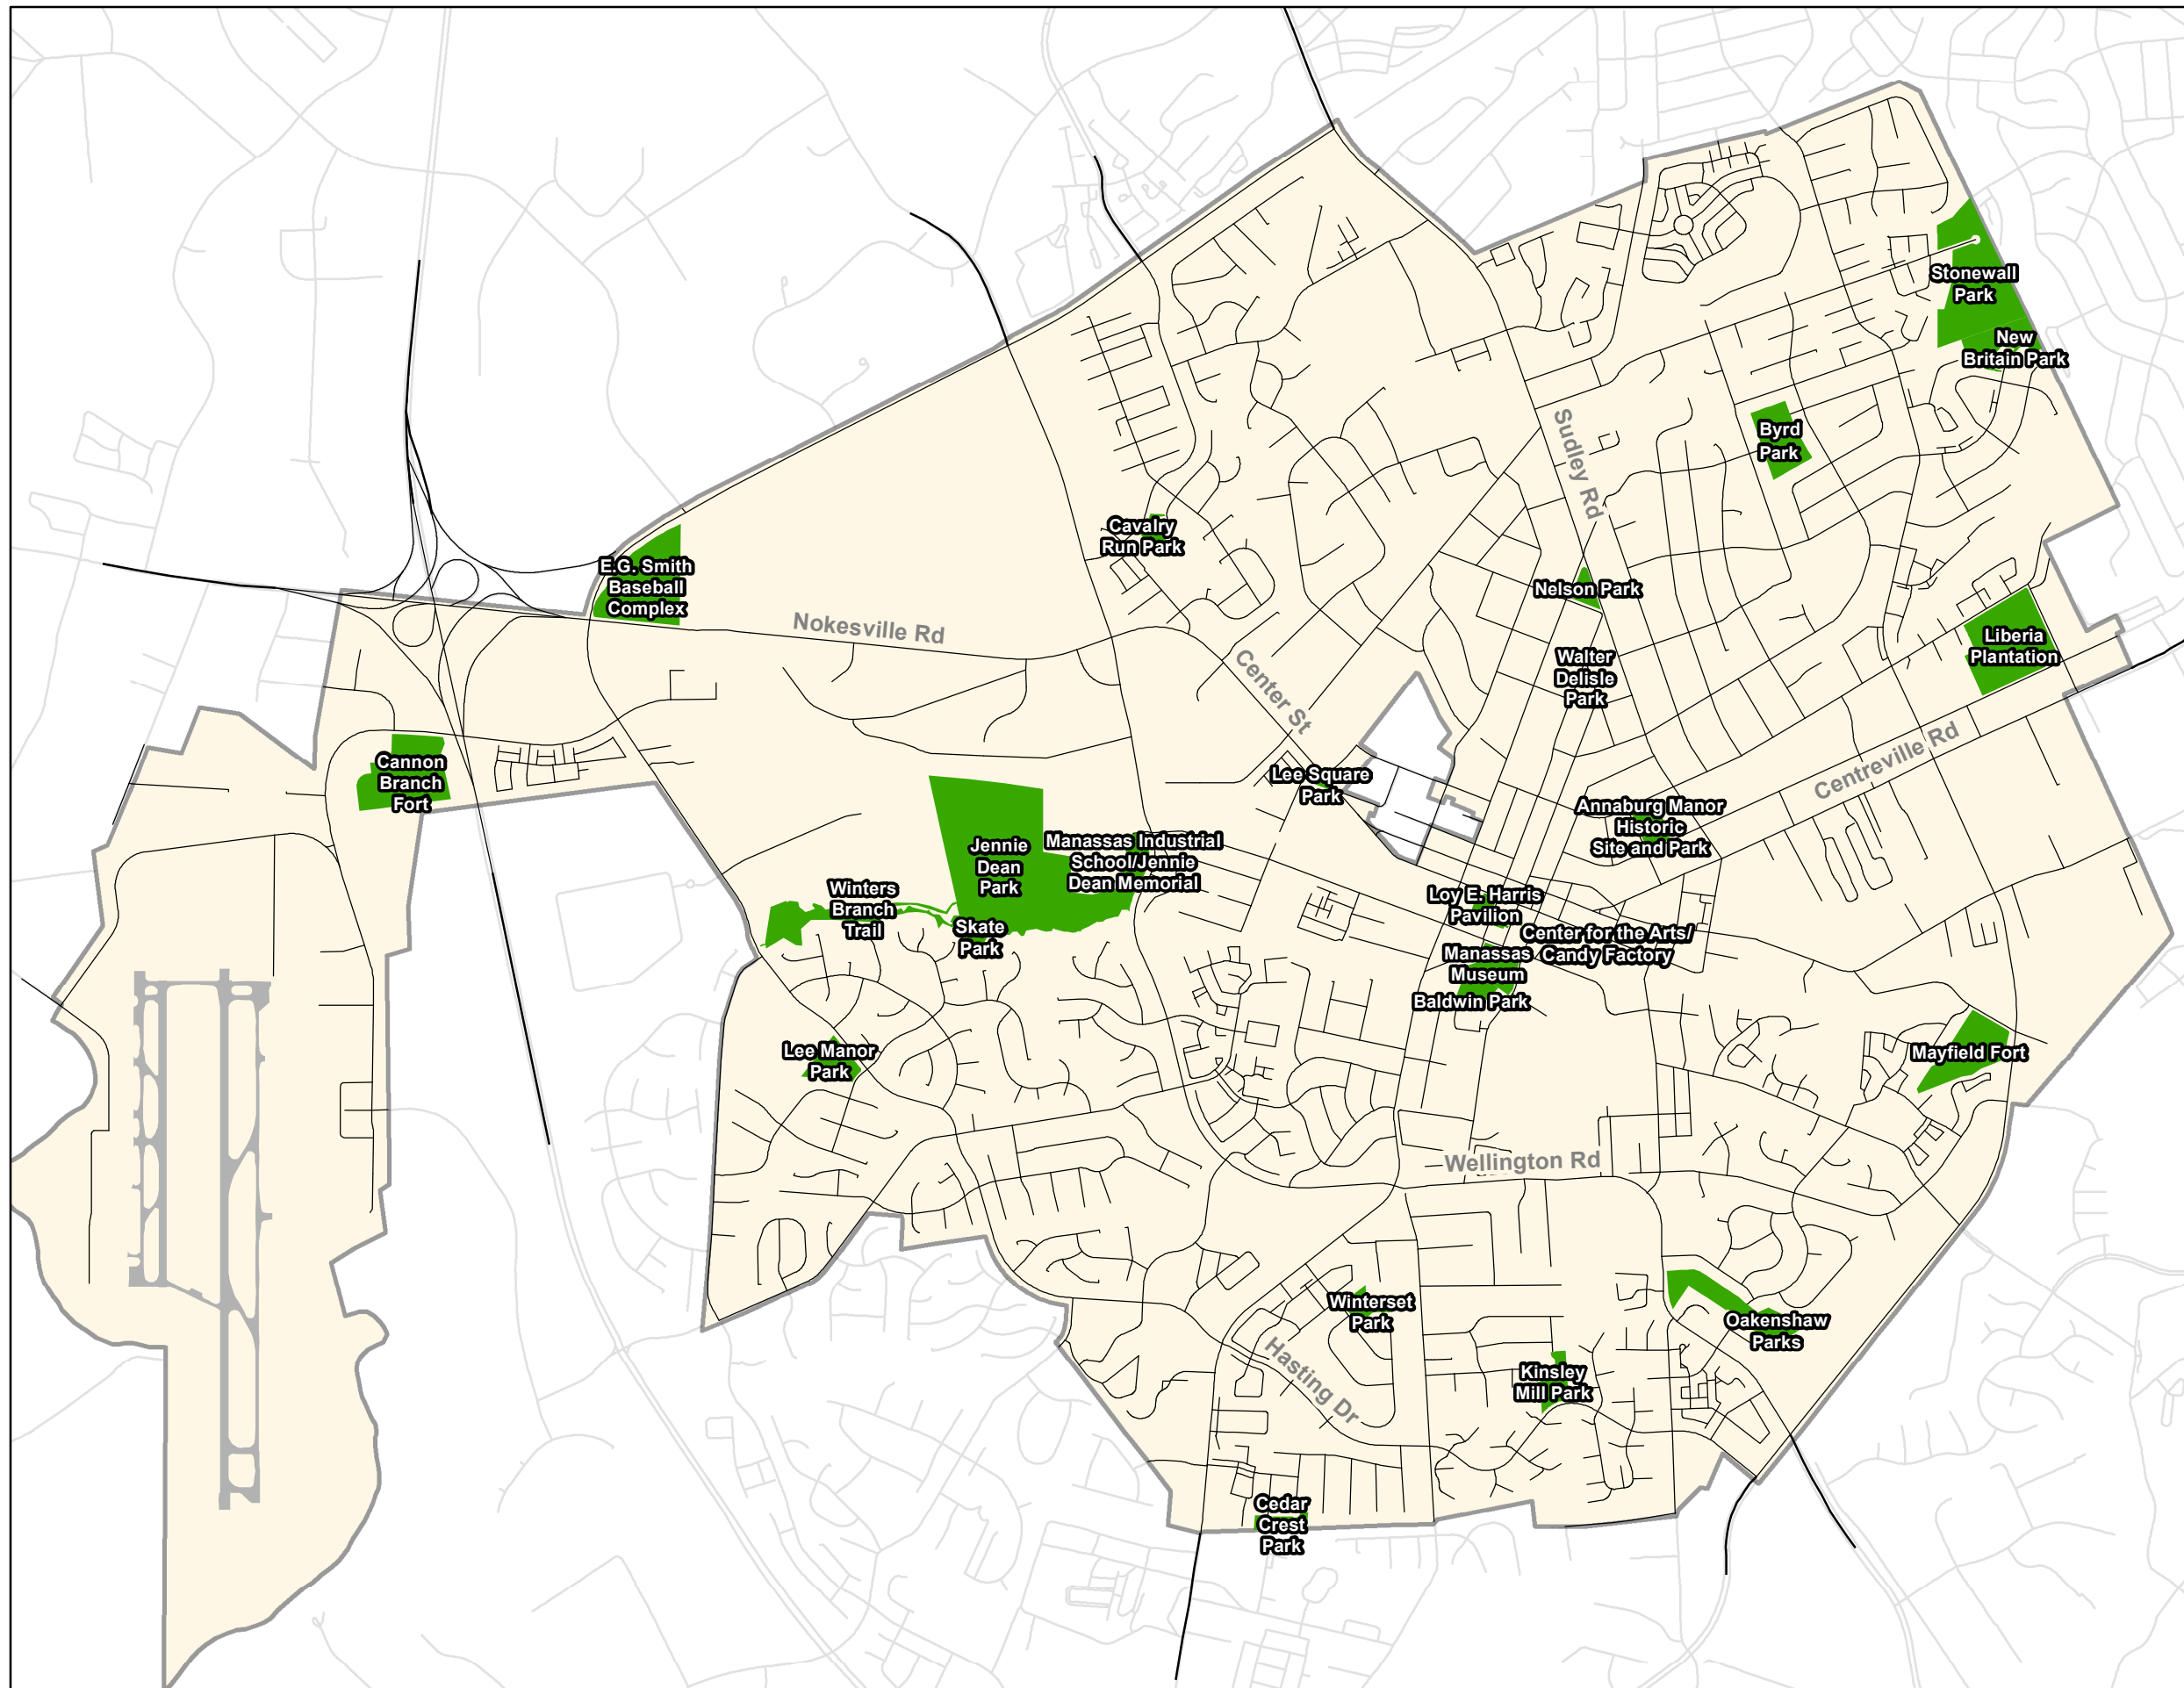 Stonewall
Park
New
Britain Park
Byrd
Park
Sudley Rd
Cavalry
Run Park
E.G. Smith
Baseball
Complex
Nelson Park
Nokesville Rd
Liberia
Plantation
Center St
Walter
Delisle
Park
Centreville Rd
Cannon
Branch
Fort
Lee Square
Park
Annaburg Manor
Historic
Site and Park
Jennie
Dean
Park
Manassas Industrial
School/Jennie
Dean Memorial
Winters
Branch
Trail
Skate
Park
Loy E. Harris
Pavilion
Center for the Arts/
Candy Factory
Manassas
Museum
Baldwin Park
Lee Manor
Park
Mayfield Fort
Wellington Rd
Winterset
Park
Oakenshaw
Parks
Hasting Dr
Kinsley
Mill Park
Cedar
Crest
Park